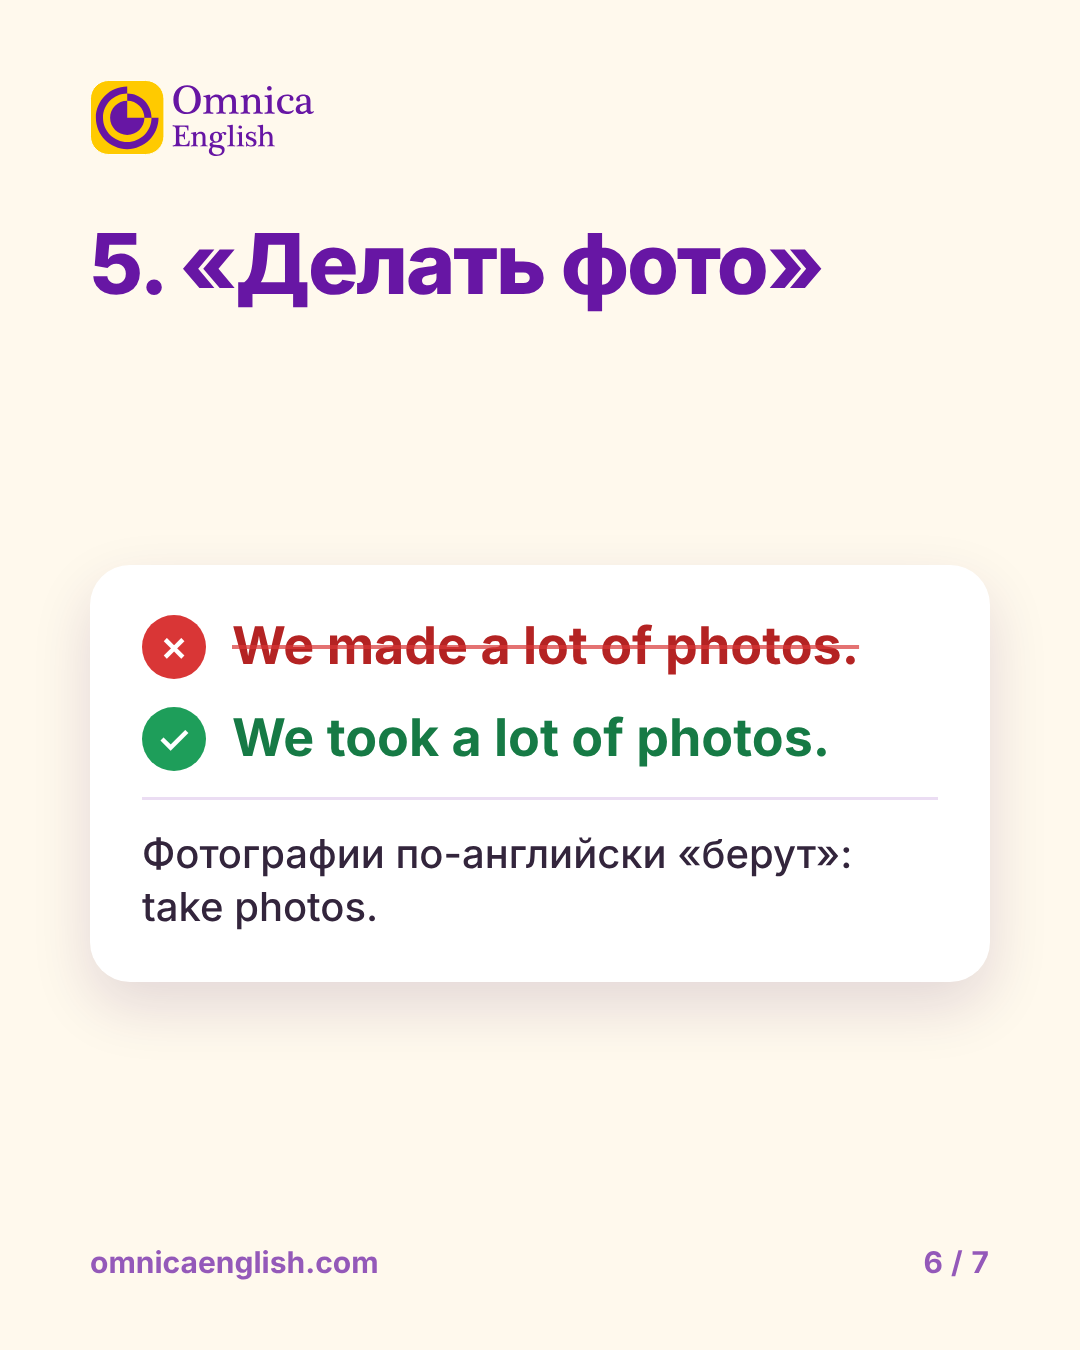 Omnica
English
5. «Делать фото»
We made a lot of photos.
We took a lot of photos.
Фотографии по-английски «берут»:
take photos.
omnicaenglish.com
6 / 7